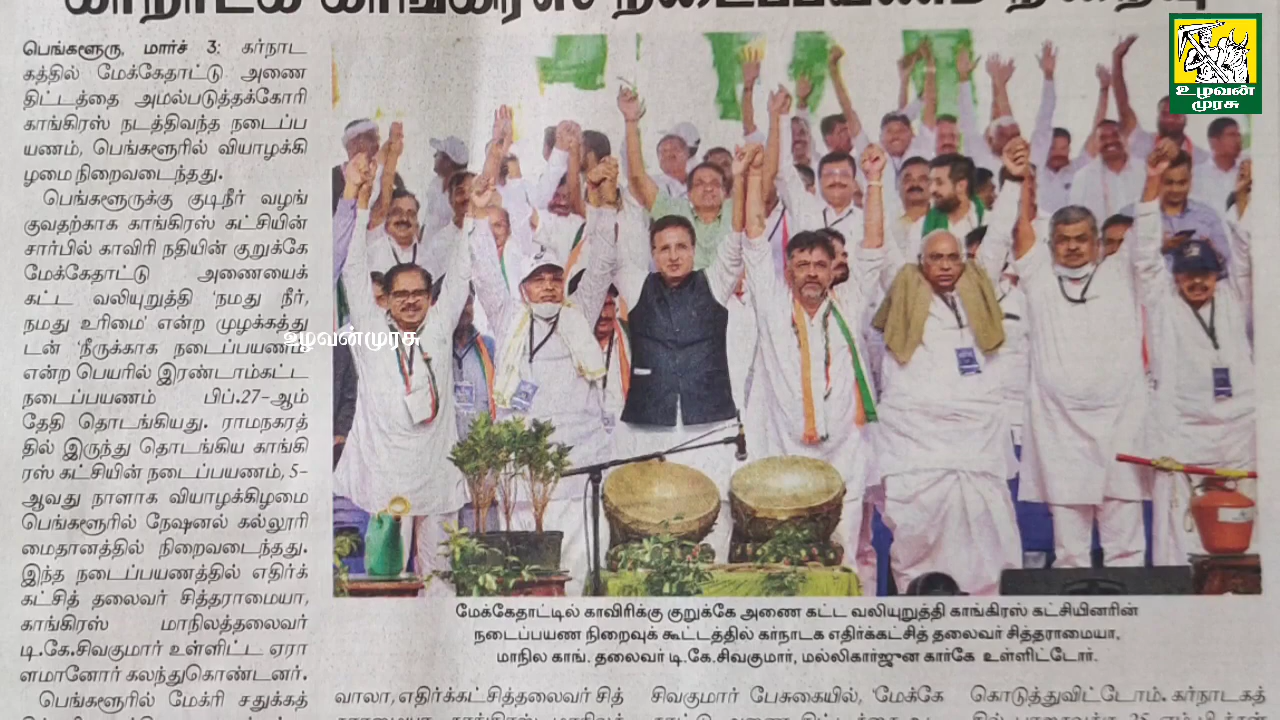 கர்நாடக காங்கிரஸ் நடைப்பயணம் நிறைவு
உழவன்
முரசு
பெங்களூரு, மார்ச் 3: கர்நாட
கத்தில் மேக்கேதாட்டு அணை
திட்டத்தை அமல்படுத்தக்கோரி
காங்கிரஸ் நடத்திவந்த நடைப்ப
யணம், பெங்களூரில் வியாழக்கி
ழமை நிறைவடைந்தது.
பெங்களூருக்கு குடிநீர் வழங்
குவதற்காக காங்கிரஸ் கட்சியின்
சார்பில் காவிரி நதியின் குறுக்கே
மேக்கேதாட்டு அணையைக்
கட்ட வலியுறுத்தி 'நமது நீர்,
நமது உரிமை' என்ற முழக்கத்து
டன் 'நீருக்காக நடைப்பயணம்'
என்ற பெயரில் இரண்டாம்கட்ட
நடைப்பயணம் பிப்.27-ஆம்
தேதி தொடங்கியது. ராமநகரத்
தில் இருந்து தொடங்கிய காங்கி
ரஸ் கட்சியின் நடைப்பயணம், 5-
ஆவது நாளாக வியாழக்கிழமை
பெங்களூரில் நேஷனல் கல்லூரி
மைதானத்தில் நிறைவடைந்தது.
இந்த நடைப்பயணத்தில் எதிர்க்
கட்சித் தலைவர் சித்தராமையா,
காங்கிரஸ் மாநிலத்தலைவர்
டி.கே.சிவகுமார் உள்ளிட்ட ஏரா
ளமானோர் கலந்துகொண்டனர்.
பெங்களூரில் மேக்ரி சதுக்கத்
உழவன்முரசு
மேக்கேதாட்டில் காவிரிக்கு குறுக்கே அணை கட்ட வலியுறுத்தி காங்கிரஸ் கட்சியினரின்
நடைப்பயண நிறைவுக் கூட்டத்தில் கர்நாடக எதிர்க்கட்சித் தலைவர் சித்தராமையா,
மாநில காங். தலைவர் டி.கே.சிவகுமார், மல்லிகார்ஜுன கார்கே உள்ளிட்டோர்.
வாலா, எதிர்க்கட்சித்தலைவர் சித்
சிவகுமார் பேசுகையில், 'மேக்கே
கொடுத்துவிட்டோம். கர்நாடகத்